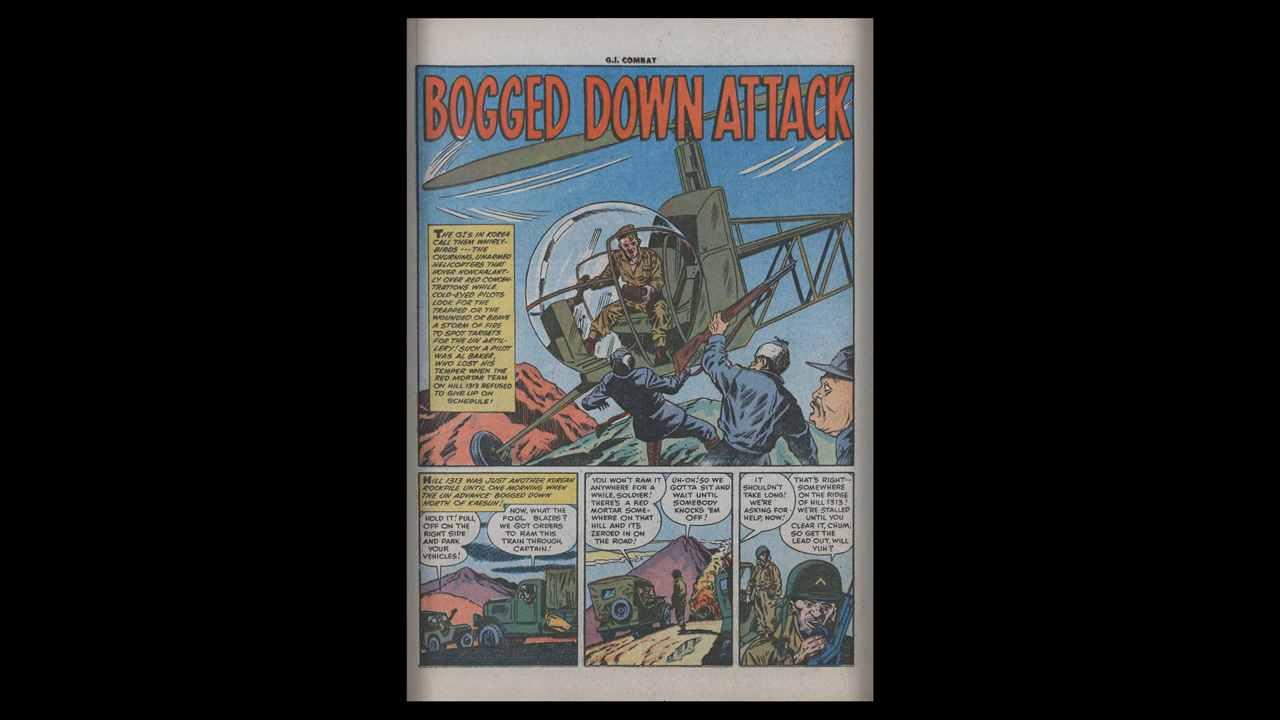 G.I. COMBAT
BOGGED DOWN ATTACK
THE GIs IN KOREA
CALL THEM WHIRLY-
BIRDS --- THE
CHURNING, UNARMED
HELICOPTERS THAT
HOVER NONCHALANT-
LY OVER RED CONCEN-
TRATIONS WHILE
COLD-EYED PILOTS
LOOK FOR THE
TRAPPED OR THE
WOUNDED OR BRAVE
A STORM OF FIRE
TO SPOT TARGETS
FOR THE UN ARTIL-
LERY! SUCH A PILOT
WAS AL BAKER,
WHO LOST HIS
TEMPER WHEN THE
RED MORTAR TEAM
ON HILL 1313 REFUSED
TO GIVE UP ON
SCHEDULE!
HILL 1313 WAS JUST ANOTHER KOREAN
ROCKPILE UNTIL ONE MORNING WHEN
THE UN ADVANCE BOGGED DOWN
NORTH OF KAESUN!
HOLD IT! PULL
OFF ON THE
RIGHT SIDE
AND PARK
YOUR
VEHICLES!
NOW, WHAT THE
FOOL BLAZES?
WE GOT ORDERS
TO RAM THIS
TRAIN THROUGH,
CAPTAIN!
YOU WON'T RAM IT
ANYWHERE FOR A
WHILE, SOLDIER!
THERE'S A RED
MORTAR SOME-
WHERE ON THAT
HILL AND IT'S
ZEROED IN ON
THE ROAD!
UH-OH! SO WE
GOTTA SIT AND
WAIT UNTIL
SOMEBODY
KNOCKS 'EM
OFF!
IT
SHOULDN'T
TAKE LONG!
WE'RE
ASKING FOR
HELP, NOW!
THAT'S RIGHT--
SOMEWHERE
ON THE RIDGE
OF HILL 1313!
WE'RE STALLED
UNTIL YOU
CLEAR IT, CHUM,
SO GET THE
LEAD OUT, WILL
YUH?